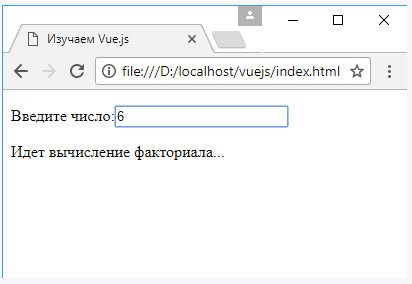 Изучаем Vue.js
file:///D:/localhost/vuejs/index.html
Введите число: 6
Идет вычисление факториала...